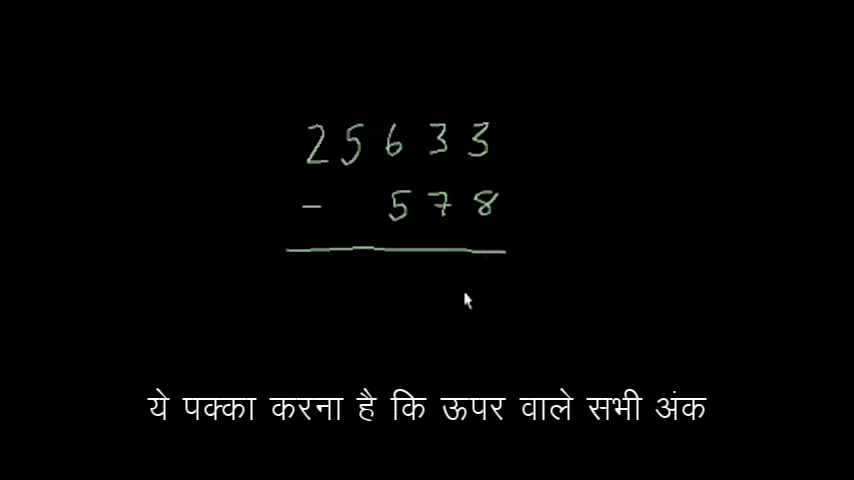 25633
- 578
ये पक्का करना है कि ऊपर वाले सभी अंक